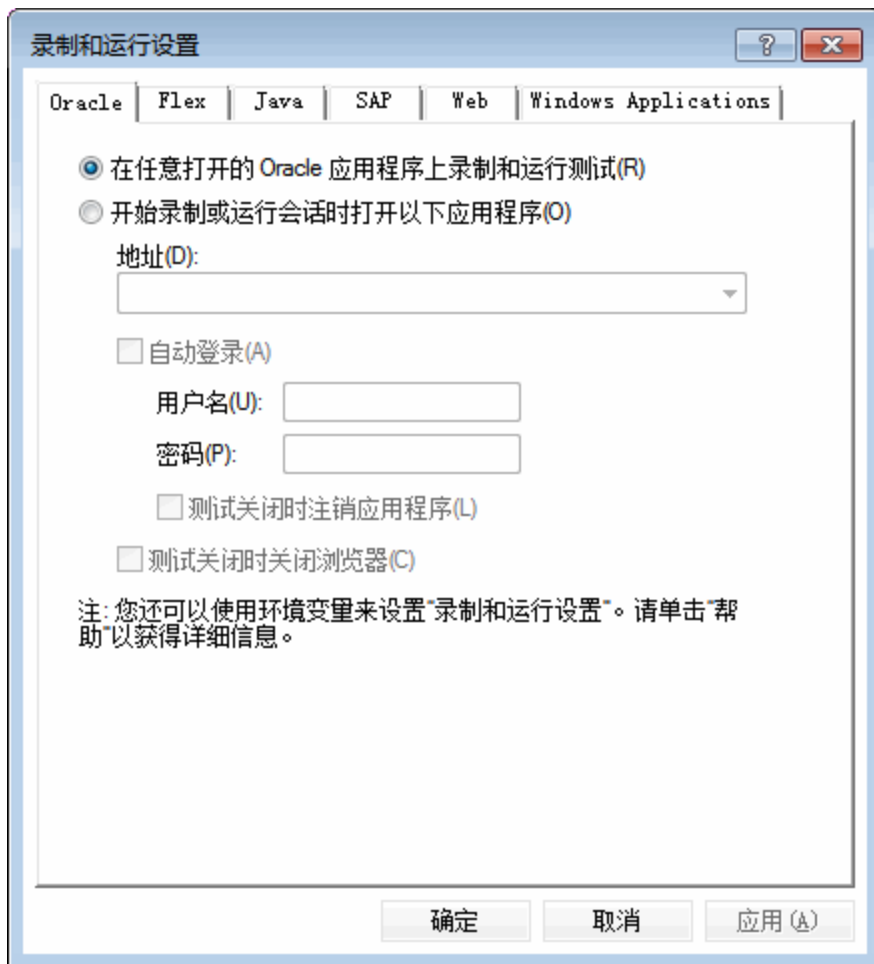 录制和运行设置
Oracle Flex Java SAP Web Windows Applications
在任意打开的 Oracle 应用程序上录制和运行测试(R)
开始录制或运行会话时打开以下应用程序(O)
地址(D):
自动登录(A)
用户名(U):
密码(P):
测试关闭时注销应用程序(L)
测试关闭时关闭浏览器(C)
注: 您还可以使用环境变量来设置"录制和运行设置"。请单击"帮
助"以获得详细信息。
确定 取消 应用(A)